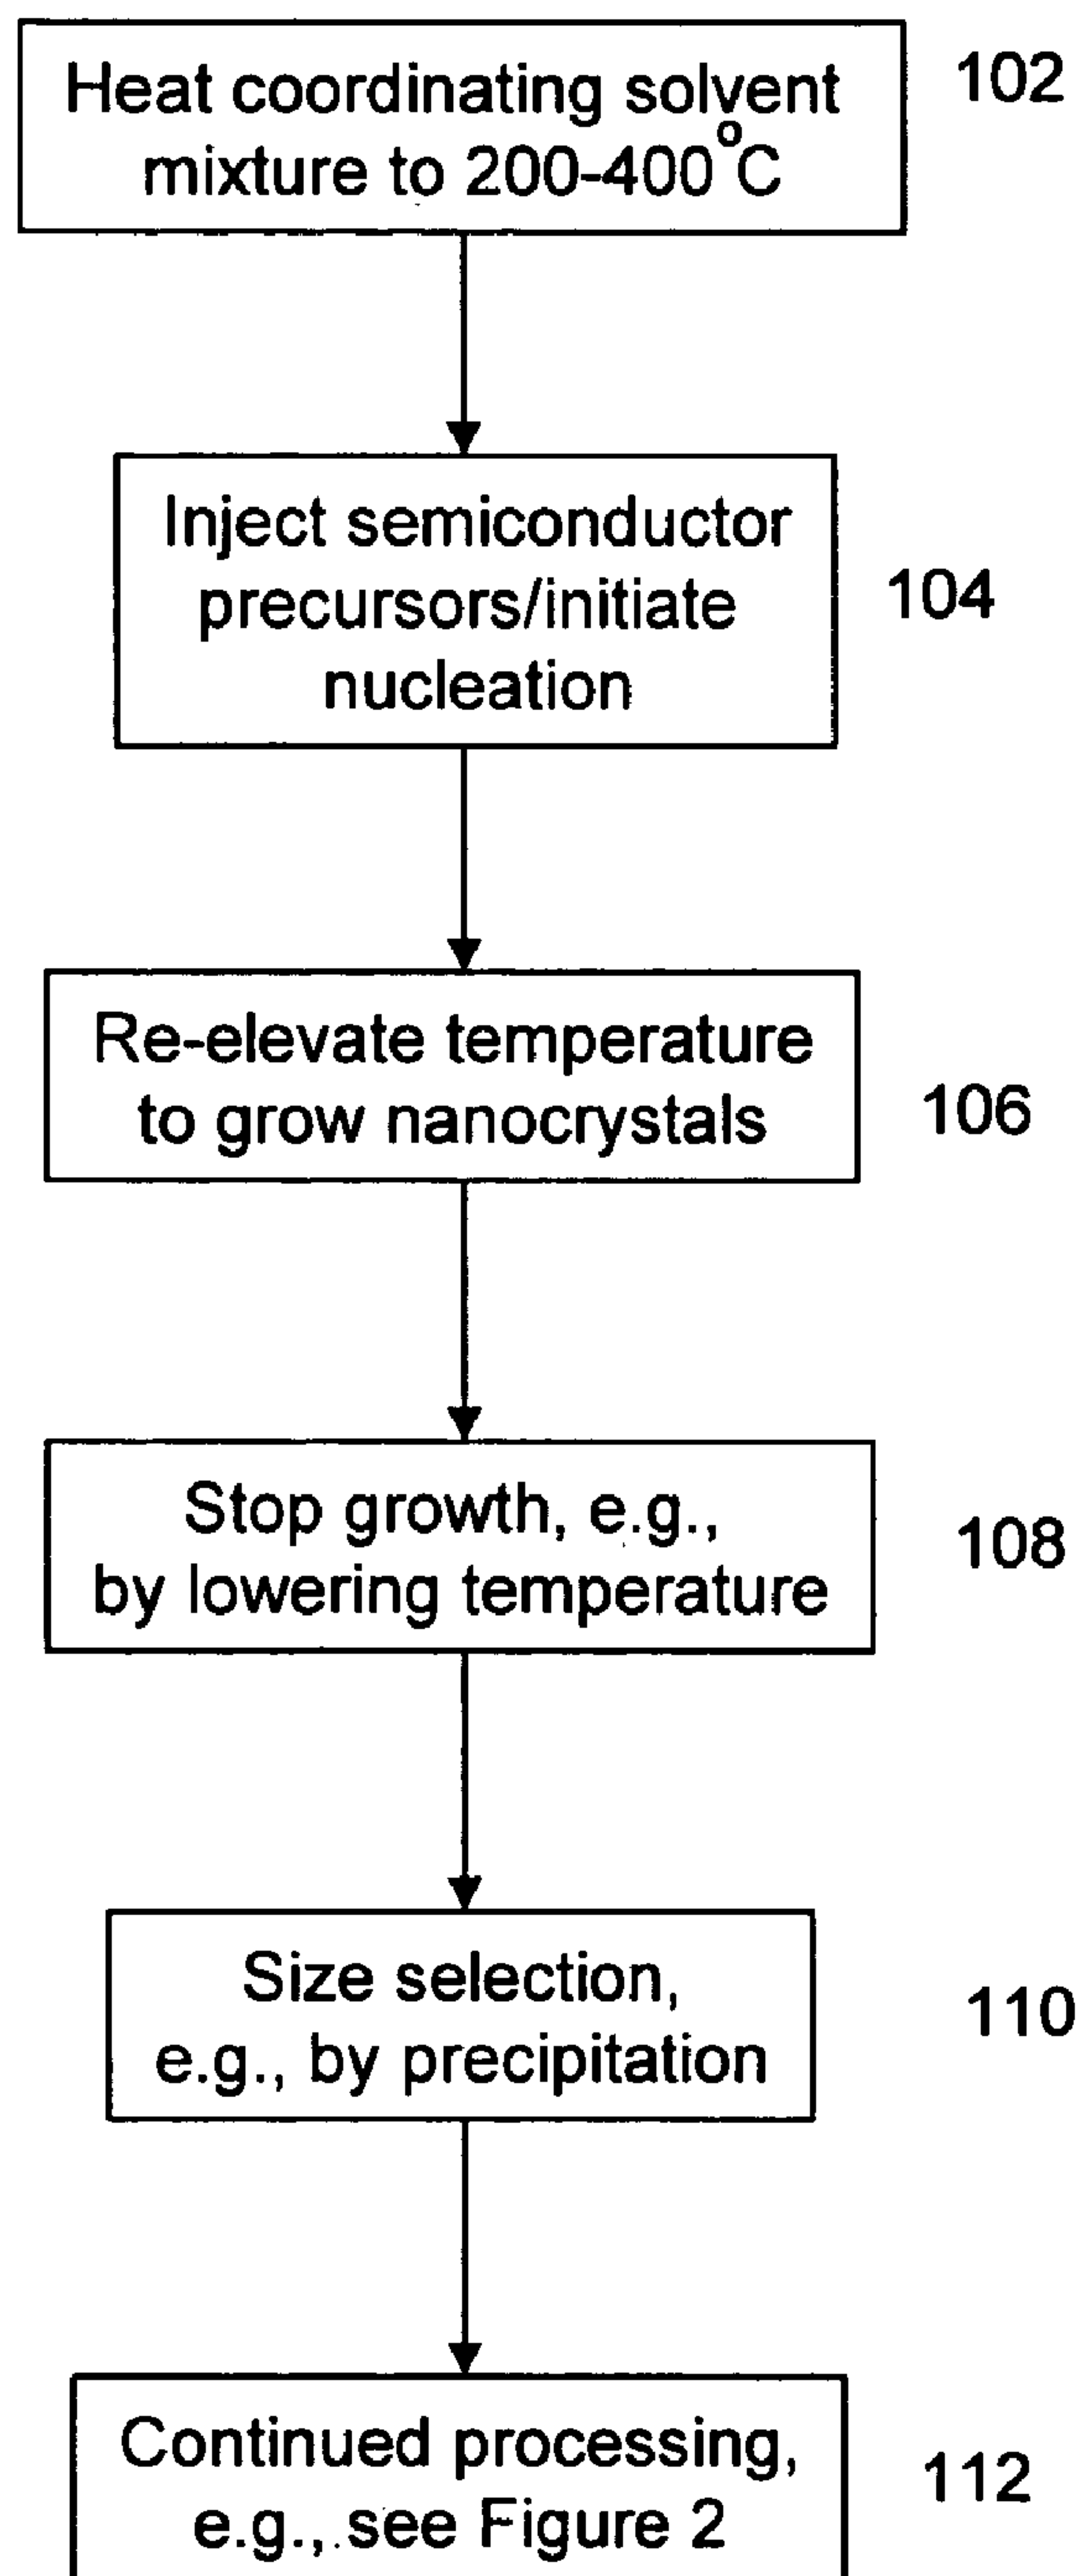 Heat coordinating solvent
mixture to 200-400°C
102
Inject semiconductor
precursors/initiate
nucleation
104
Re-elevate temperature
to grow nanocrystals
106
Stop growth, e.g.,
by lowering temperature
108
Size selection,
e.g., by precipitation
110
Continued processing,
e.g., see Figure 2
112